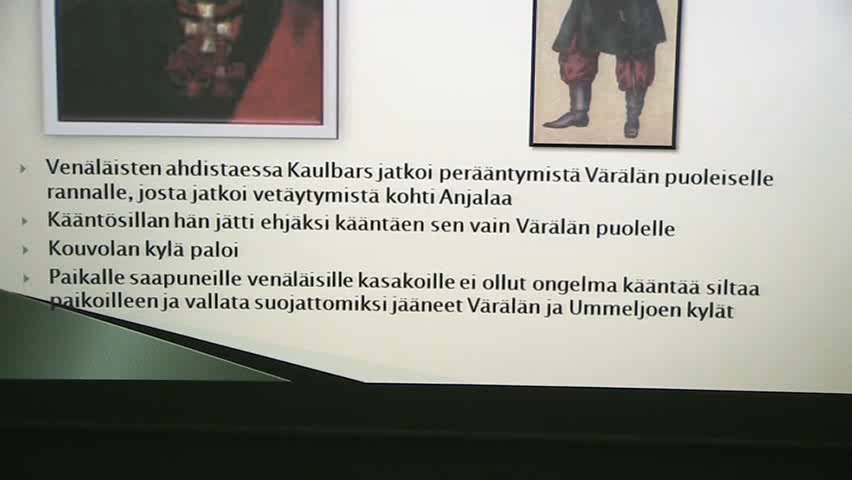 Venäläisten ahdistaessa Kaulbars jatkoi perääntymistä Värälän puoleiselle
rannalle, josta jatkoi vetäytymistä kohti Anjalaa
Kääntösillan hän jätti ehjäksi kääntäen sen vain Värälän puolelle
Kouvolan kylä paloi
Paikalle saapuneille venäläisille kasakoille ei ollut ongelma kääntää siltaa
paikoilleen ja vallata suojattomiksi jääneet Värälän ja Ummeljoen kylät